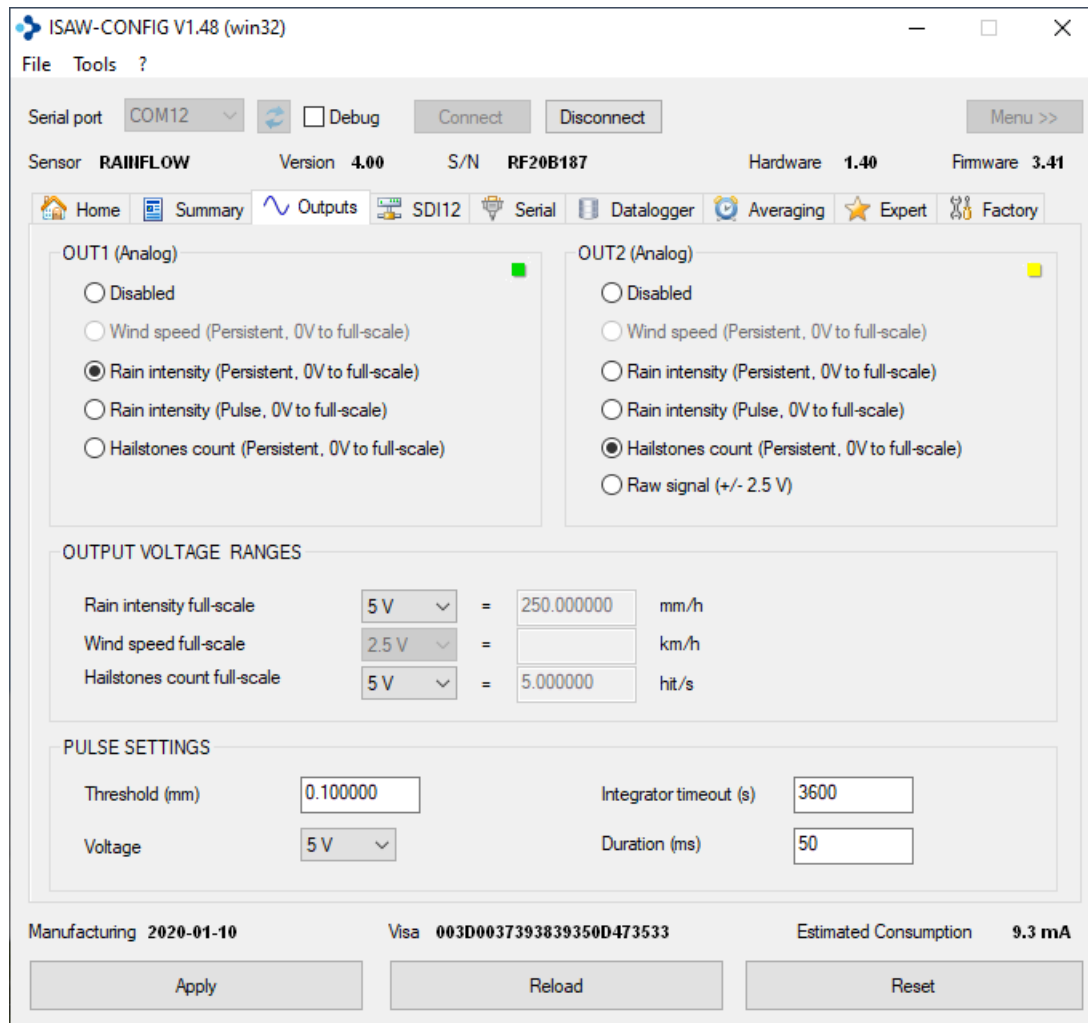 ISAW-CONFIG V1.48 (win32)
File Tools ?
Serial port COM12 Debug Connect Disconnect Menu >>
Sensor RAINFLOW Version 4.00 S/N RF20B187 Hardware 1.40 Firmware 3.41
Home Summary Outputs SDI12 Serial Datalogger Averaging Expert Factory
OUT1 (Analog)
Disabled
Wind speed (Persistent, 0V to full-scale)
Rain intensity (Persistent, 0V to full-scale)
Rain intensity (Pulse, 0V to full-scale)
Hailstones count (Persistent, 0V to full-scale)
OUT2 (Analog)
Disabled
Wind speed (Persistent, 0V to full-scale)
Rain intensity (Persistent, 0V to full-scale)
Rain intensity (Pulse, 0V to full-scale)
Hailstones count (Persistent, 0V to full-scale)
Raw signal (+/- 2.5 V)
OUTPUT VOLTAGE RANGES
Rain intensity full-scale 5 V = 250.000000 mm/h
Wind speed full-scale 2.5 V = km/h
Hailstones count full-scale 5 V = 5.000000 hit/s
PULSE SETTINGS
Threshold (mm) 0.100000 Integrator timeout (s) 3600
Voltage 5 V Duration (ms) 50
Manufacturing 2020-01-10 Visa 003D0037393839350D473533 Estimated Consumption 9.3 mA
Apply Reload Reset